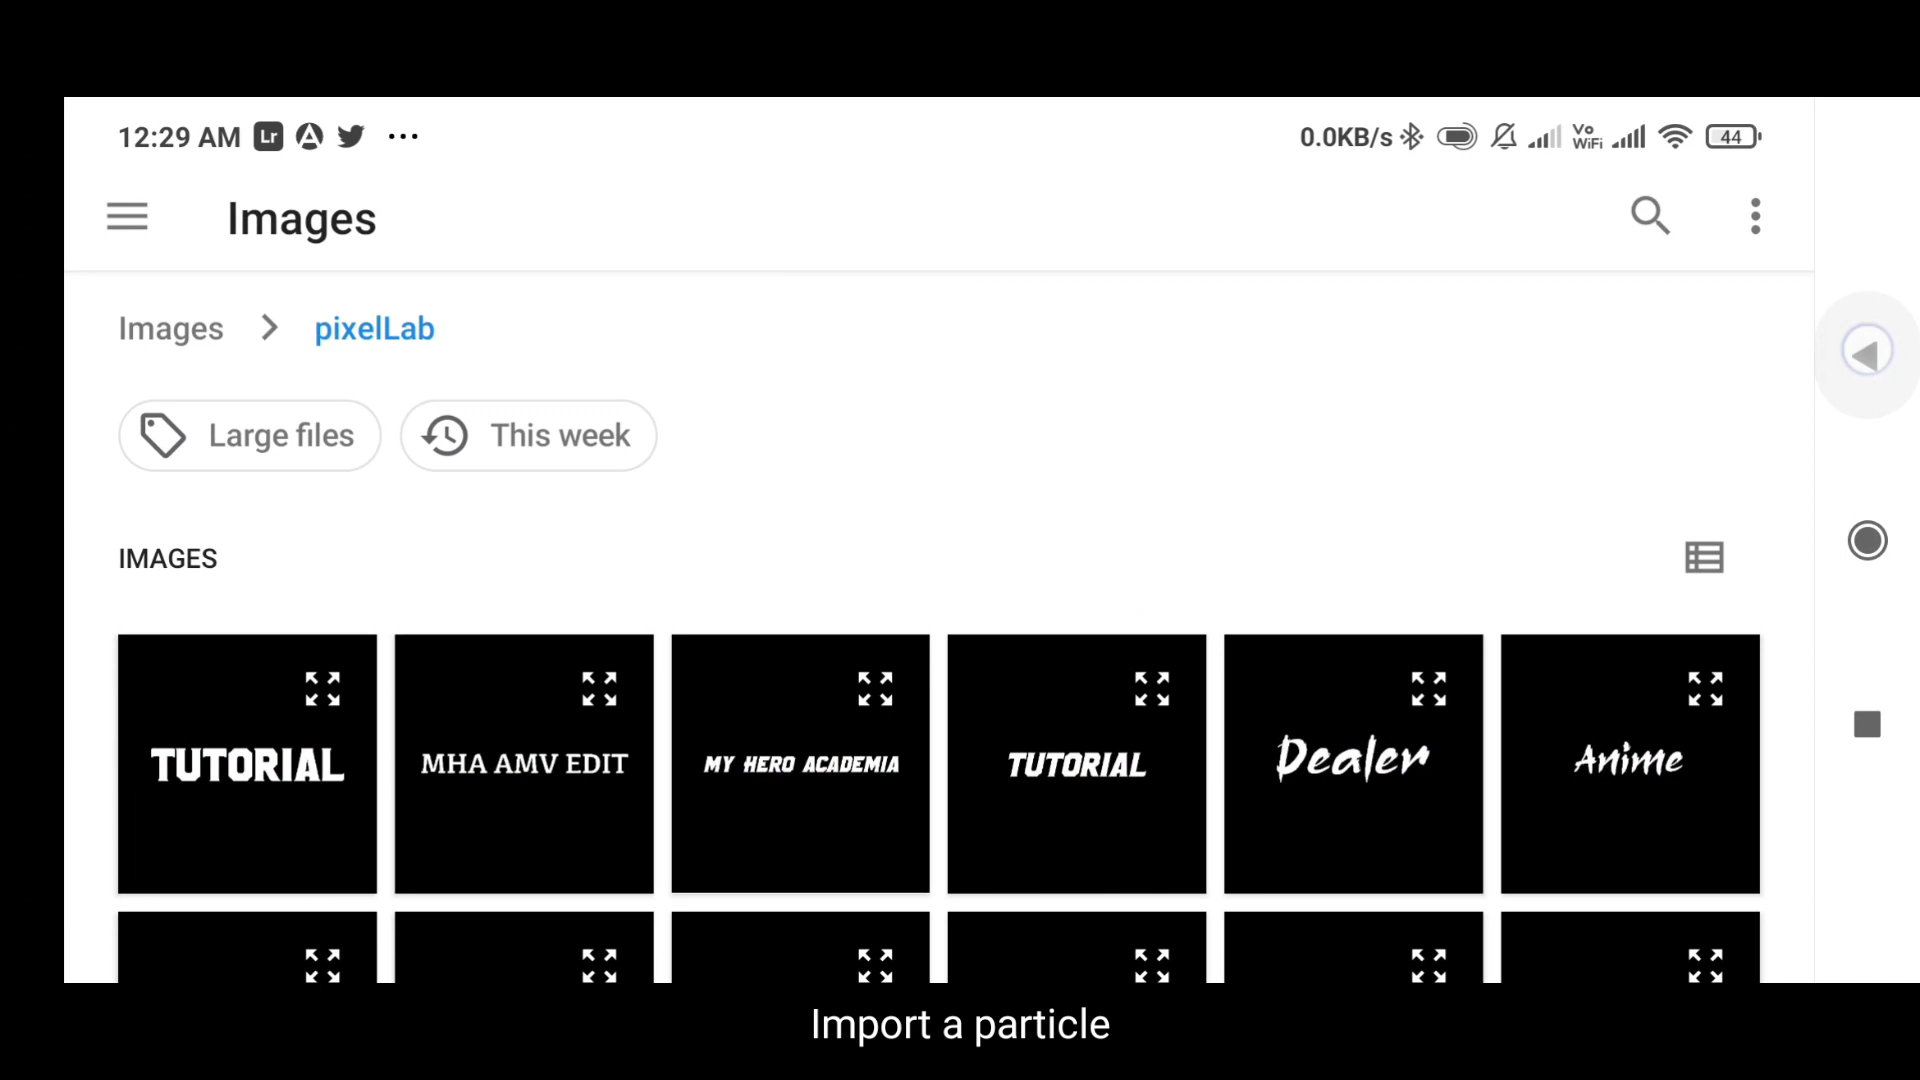 12:29 AM Lr ... 0.0KB/s Vo WiFi 44
Images
Images > pixelLab
Large files This week
IMAGES
TUTORIAL MHA AMV EDIT MY HERO ACADEMIA TUTORIAL Dealer Anime
Import a particle